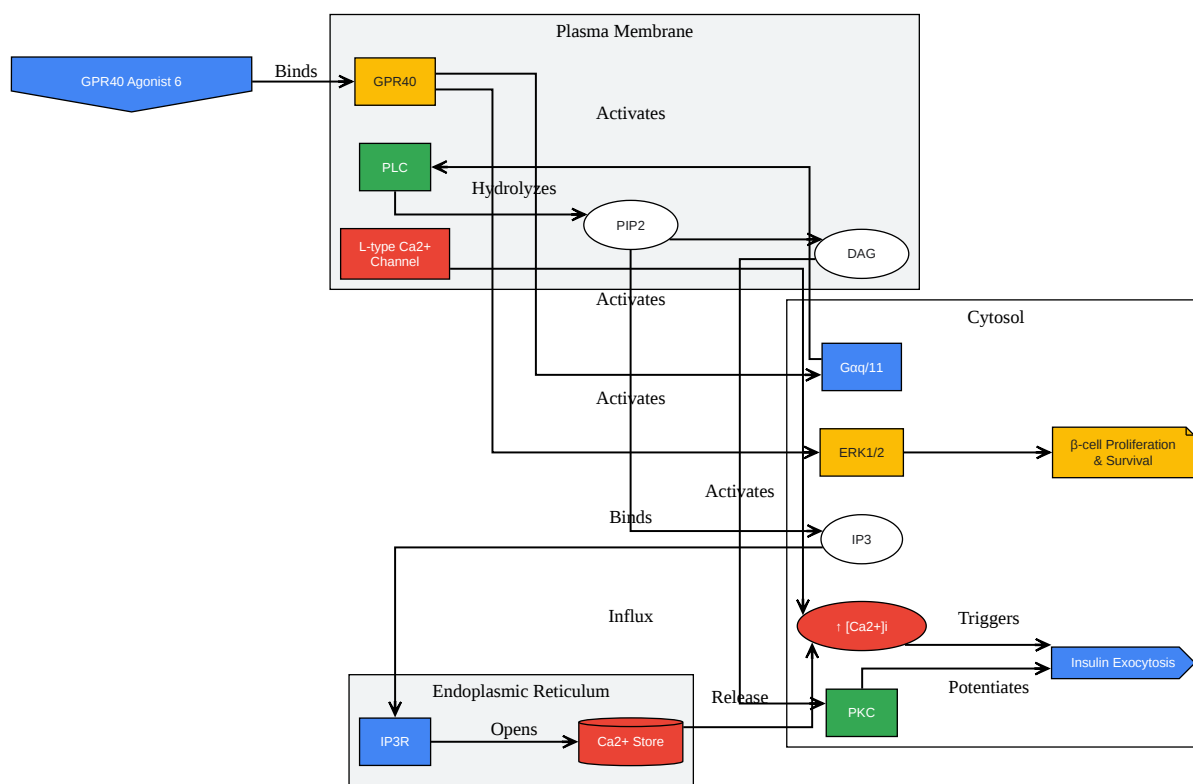 Plasma Membrane
GPR40 Agonist 6
Binds
GPR40
Activates
PLC
Hydrolyzes
PIP2
L-type Ca2+
Channel
DAG
Activates
Cytosol
Gαq/11
Activates
ERK1/2
β-cell Proliferation
& Survival
Activates
Binds
IP3
Influx
↑ [Ca2+]i
Triggers
Insulin Exocytosis
Potentiates
Endoplasmic Reticulum
Release
PKC
IP3R
Opens
Ca2+ Store